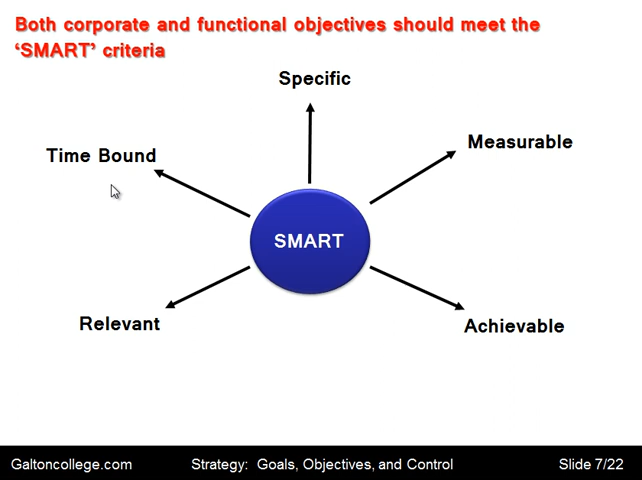 Both corporate and functional objectives should meet the
‘SMART’ criteria
Specific
Measurable
Time Bound
SMART
Relevant
Achievable
Galtoncollege.com
Strategy: Goals, Objectives, and Control
Slide 7/22